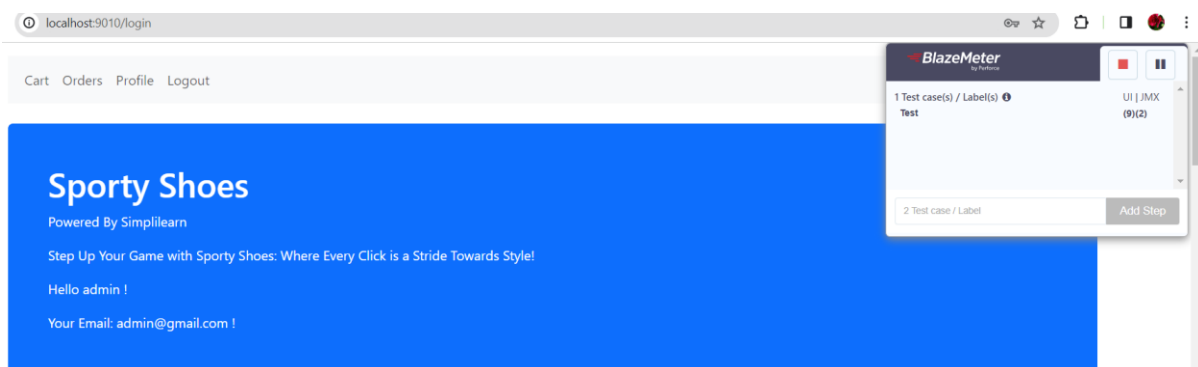 localhost:9010/login
Cart Orders Profile Logout
BlazeMeter
by Perforce
1 Test case(s) / Label(s) UI | JMX
Test (9)(2)
2 Test case / Label Add Step
Sporty Shoes
Powered By Simplilearn
Step Up Your Game with Sporty Shoes: Where Every Click is a Stride Towards Style!
Hello admin !
Your Email: admin@gmail.com !